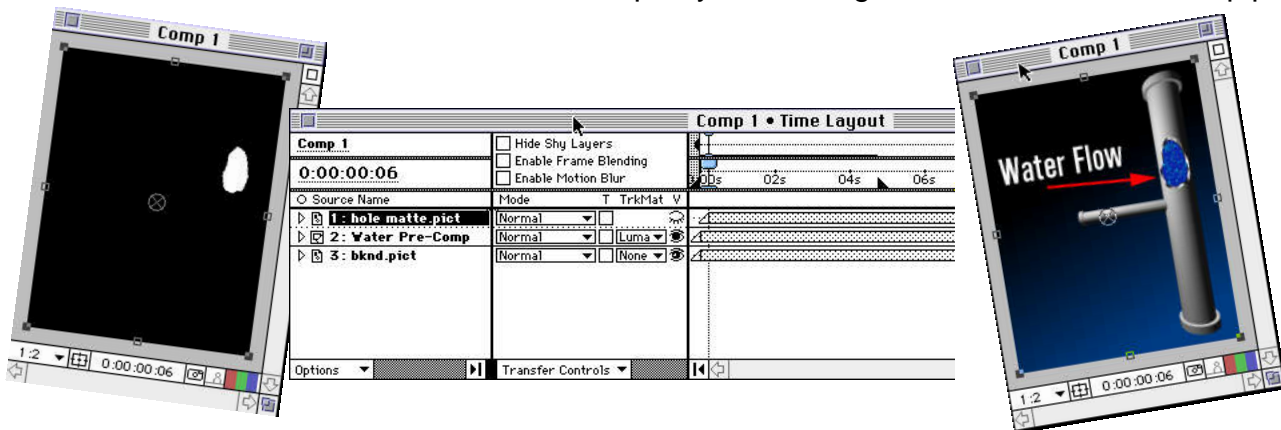 Comp 1
1:2 0:00:00:06
Comp 1 • Time Layout
Comp 1
Hide Shy Layers
Enable Frame Blending
0:00:00:06
Enable Motion Blur
02s 04s 06s
Source Name Mode T TrkMat V
1: hole matte.pict Normal
2: Water Pre-Comp Normal Luma
3: bknd.pict Normal None
Options Transfer Controls
Comp 1
Water Flow
1:2 0:00:00:06